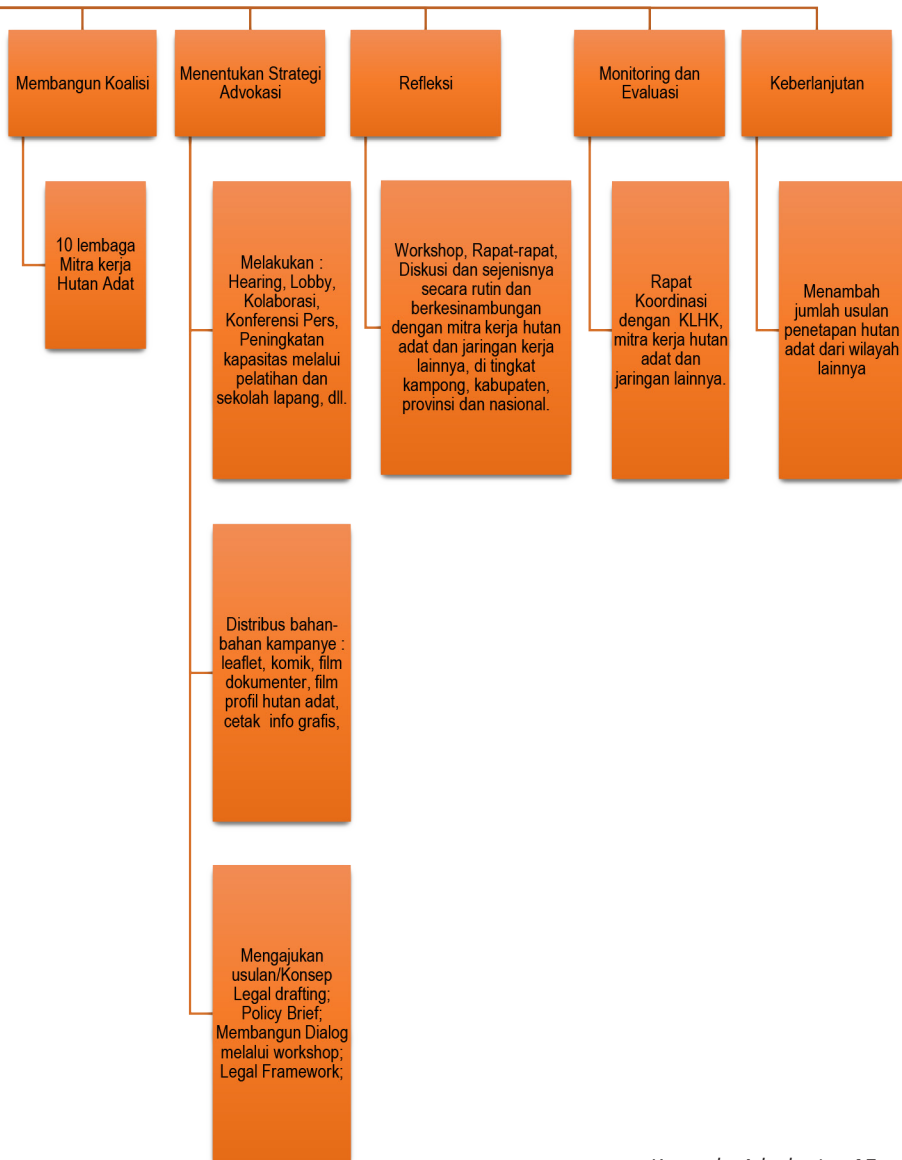 Membangun Koalisi
Menentukan Strategi
Advokasi
Refleksi
Monitoring dan
Evaluasi
Keberlanjutan
10 lembaga
Mitra kerja
Hutan Adat
Melakukan :
Hearing, Lobby,
Kolaborasi,
Konferensi Pers,
Peningkatan
kapasitas melalui
pelatihan dan
sekolah lapang, dll.
Workshop, Rapat-rapat,
Diskusi dan sejenisnya
secara rutin dan
berkesinambungan
dengan mitra kerja hutan
adat dan jaringan kerja
lainnya, di tingkat
kampong, kabupaten,
provinsi dan nasional.
Rapat
Koordinasi
dengan KLHK,
mitra kerja hutan
adat dan
jaringan lainnya.
Menambah
jumlah usulan
penetapan hutan
adat dari wilayah
lainnya
Distribus bahan-
bahan kampanye :
leaflet, komik, film
dokumenter, film
profil hutan adat,
cetak info grafis,
Mengajukan
usulan/Konsep
Legal drafting;
Policy Brief;
Membangun Dialog
melalui workshop;
Legal Framework;